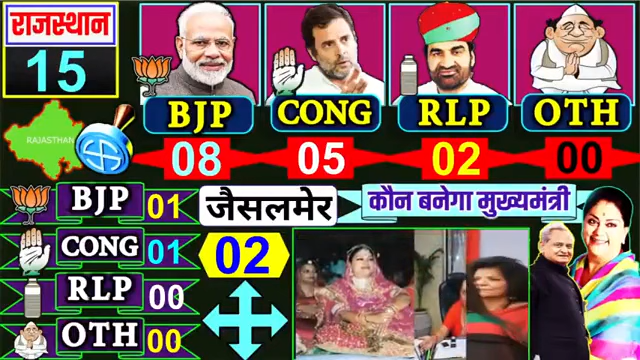 राजस्थान
15
BJP CONG RLP OTH
RAJASTHAN
08 05 02 00
BJP 01
जैसलमेर
कौन बनेगा मुख्यमंत्री
CONG 01
02
RLP 00
OTH 00